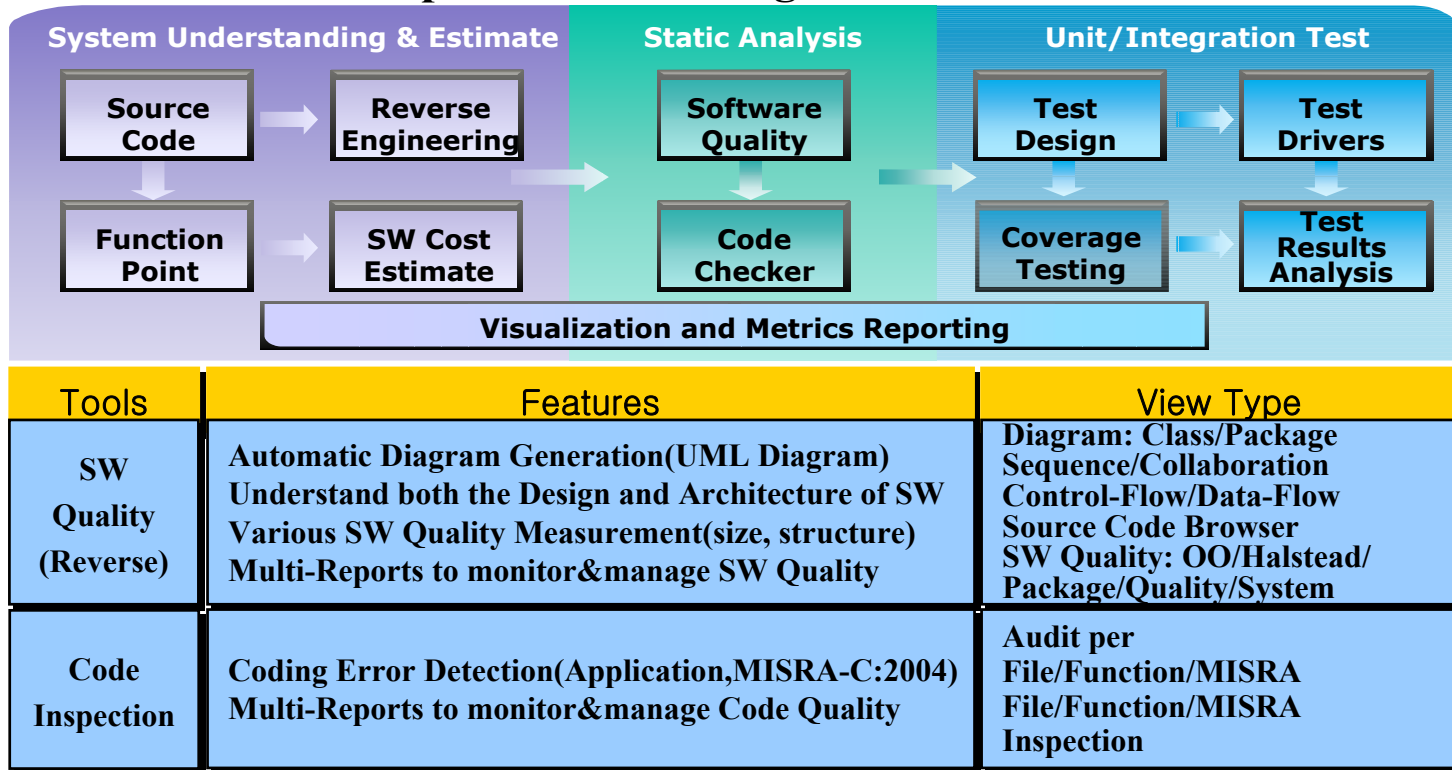 System Understanding & Estimate
Static Analysis
Unit/Integration Test
Source
Code
Reverse
Engineering
Software
Quality
Test
Design
Test
Drivers
Function
Point
SW Cost
Estimate
Code
Checker
Coverage
Testing
Test
Results
Analysis
Visualization and Metrics Reporting
Tools
Features
View Type
SW
Quality
(Reverse)
Automatic Diagram Generation(UML Diagram)
Understand both the Design and Architecture of SW
Various SW Quality Measurement(size, structure)
Multi-Reports to monitor&manage SW Quality
Diagram: Class/Package
Sequence/Collaboration
Control-Flow/Data-Flow
Source Code Browser
SW Quality: OO/Halstead/
Package/Quality/System
Code
Inspection
Coding Error Detection(Application,MISRA-C:2004)
Multi-Reports to monitor&manage Code Quality
Audit per
File/Function/MISRA
File/Function/MISRA
Inspection